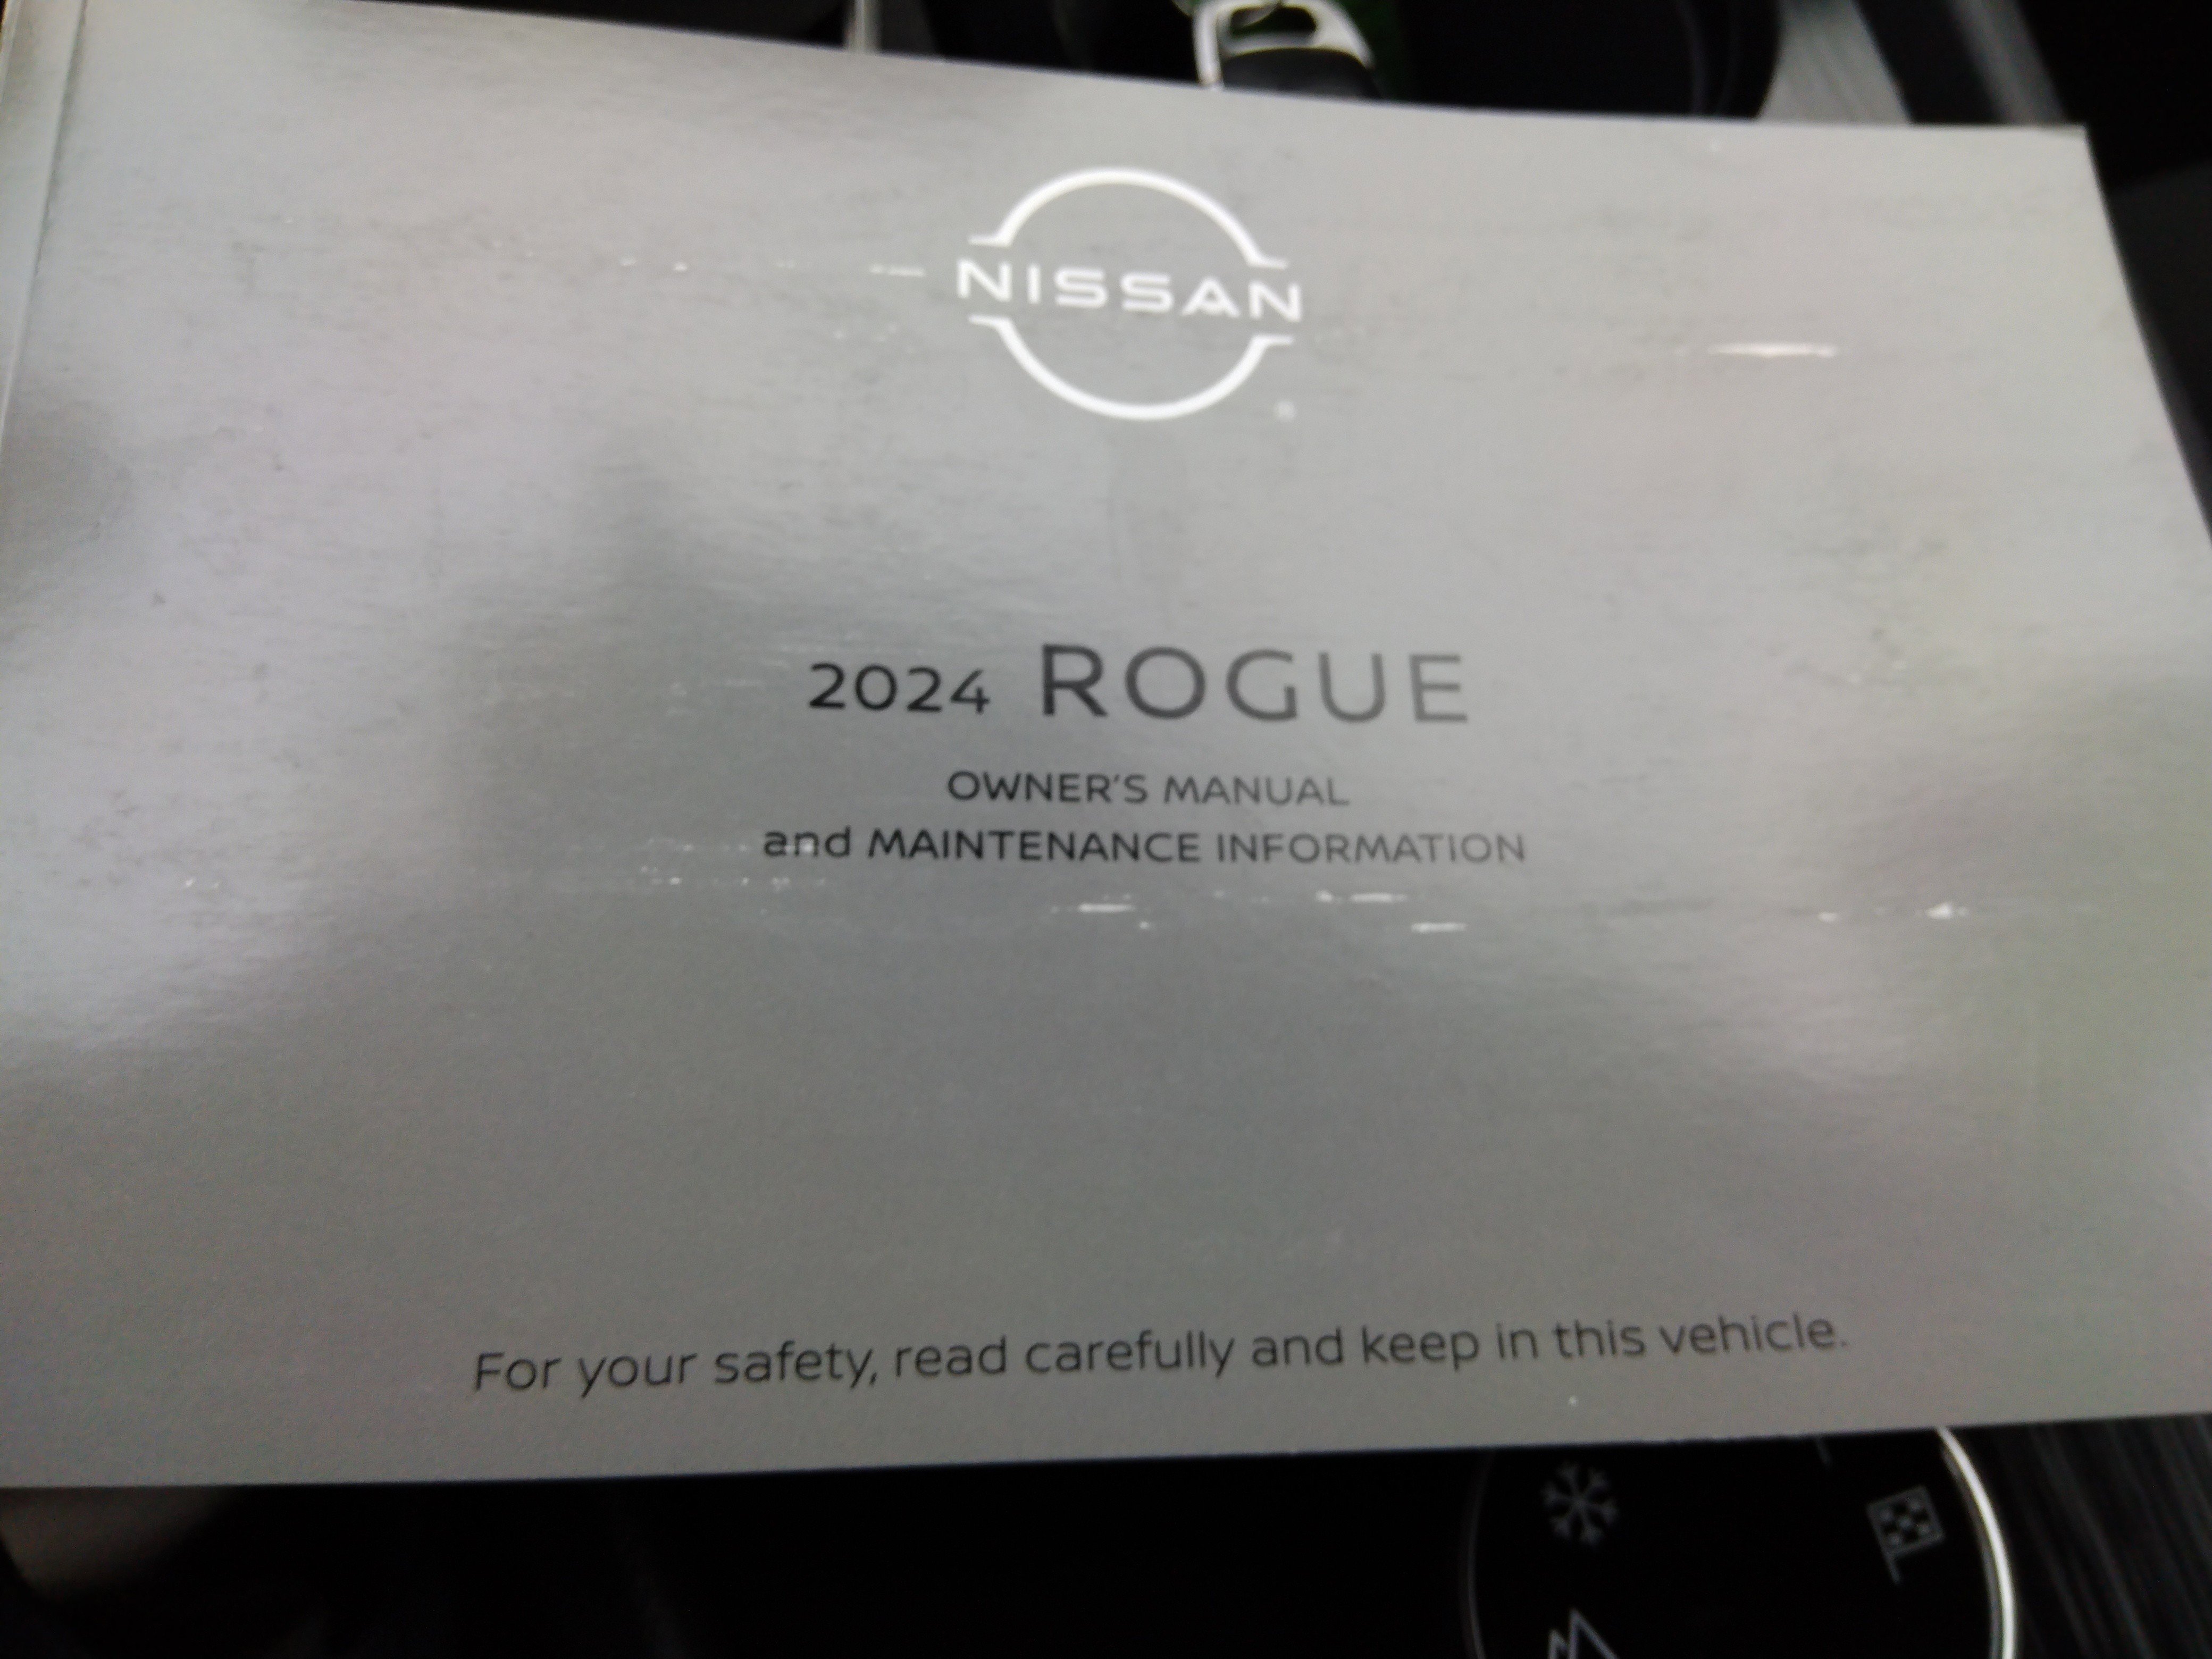 NISSAN
2024 ROGUE
OWNER'S MANUAL
and MAINTENANCE INFORMATION
For your safety, read carefully and keep in this vehicle.